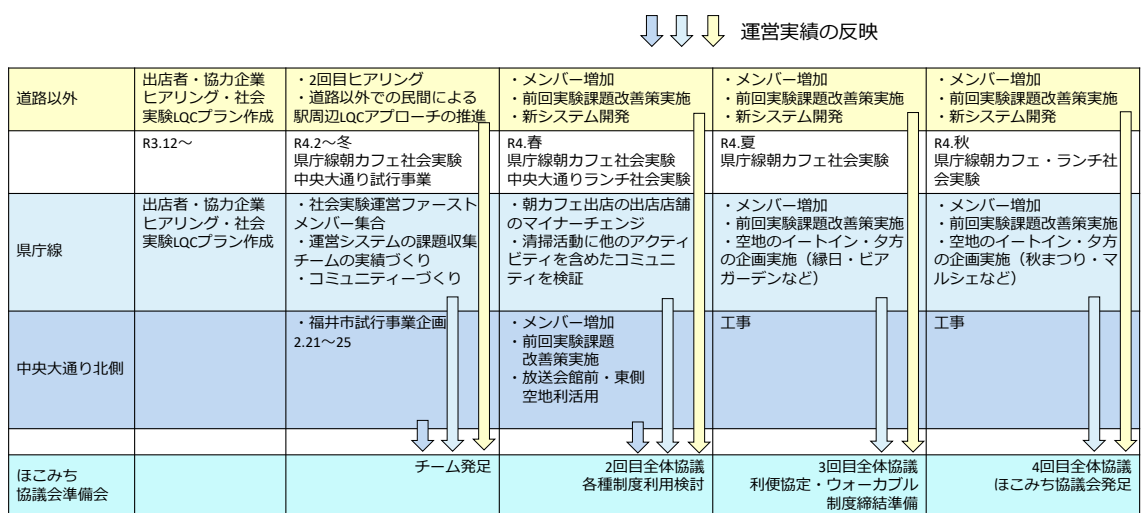 運営実績の反映
道路以外
出店者・協力企業
ヒアリング・社会
実験LQCプラン作成
・2回目ヒアリング
・道路以外での民間による
駅周辺LQCアプローチの推進
・メンバー増加
・前回実験課題改善策実施
・新システム開発
・メンバー増加
・前回実験課題改善策実施
・新システム開発
・メンバー増加
・前回実験課題改善策実施
・新システム開発
R3.12～
R4.2～冬
県庁線朝カフェ社会実験
中央大通り試行事業
R4.春
県庁線朝カフェ社会実験
中央大通りランチ社会実験
R4.夏
県庁線朝カフェ社会実験
R4.秋
県庁線朝カフェ・ランチ社
会実験
県庁線
出店者・協力企業
ヒアリング・社会
実験LQCプラン作成
・社会実験運営ファースト
メンバー集合
・運営システムの課題収集
チームの実績づくり
・コミュニティーづくり
・朝カフェ出店の出店店舗
のマイナーチェンジ
・清掃活動に他のアクティ
ビティを含めたコミュニ
ティを検証
・メンバー増加
・前回実験課題改善策実施
・空地のイートイン・夕方
の企画実施（縁日・ビア
ガーデンなど）
・メンバー増加
・前回実験課題改善策実施
・空地のイートイン・夕方
の企画実施（秋まつり・マ
ルシェなど）
中央大通り北側
・福井市試行事業企画
2.21～25
・メンバー増加
・前回実験課題
改善策実施
・放送会館前・東側
空地利活用
工事
工事
ほこみち
協議会準備会
チーム発足
2回目全体協議
各種制度利用検討
3回目全体協議
利便協定・ウォーカブル
制度締結準備
4回目全体協議
ほこみち協議会発足